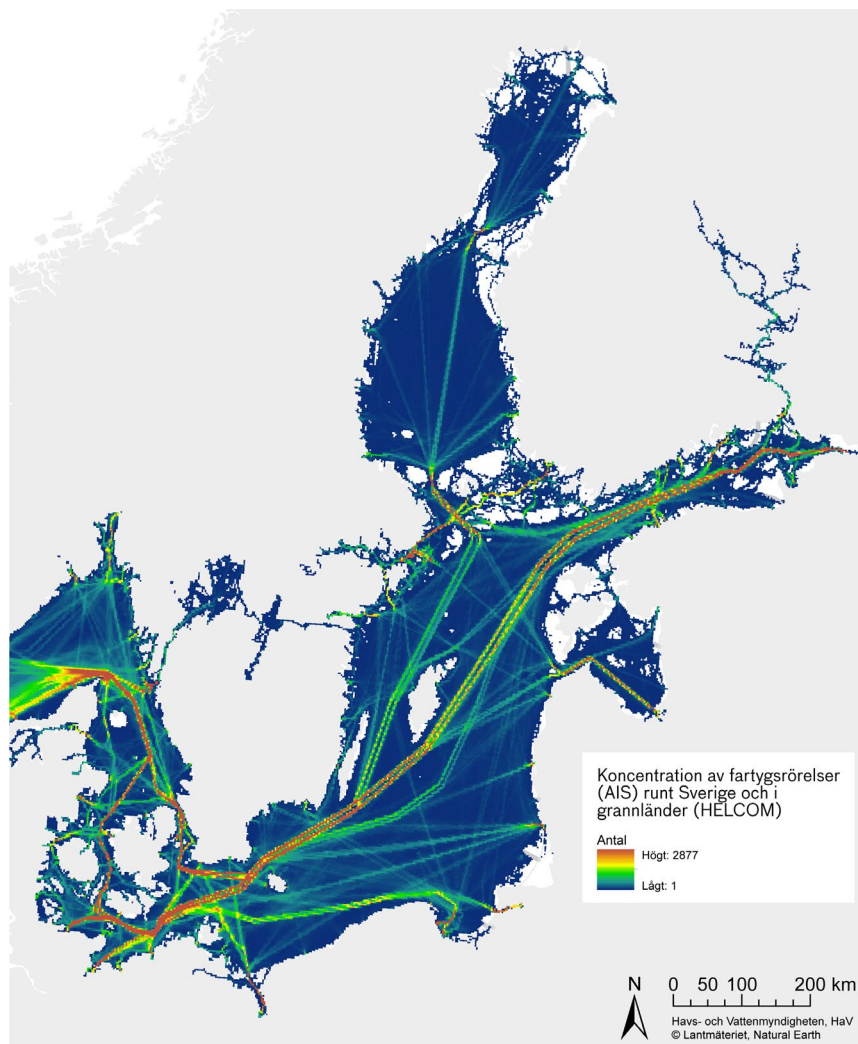 Koncentration av fartygsrörelser
(AIS) runt Sverige och i
grannländer (HELCOM)
Antal
Högt: 2877
Lågt: 1
N
0 50 100 200 km
Havs- och Vattenmyndigheten, HaV
© Lantmäteriet, Natural Earth